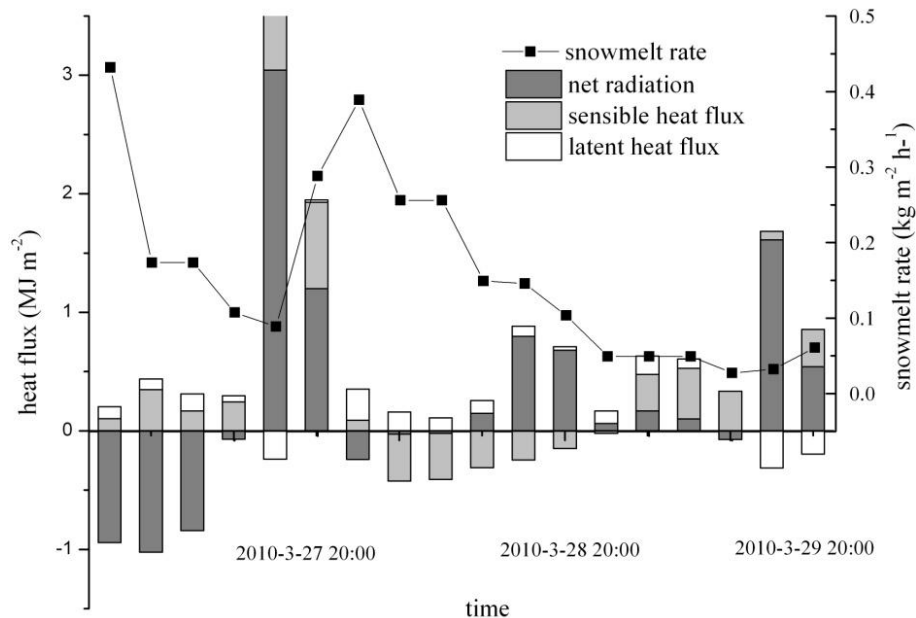 heat flux (MJ m-2)
3
2
1
0
-1
snowmelt rate
net radiation
sensible heat flux
latent heat flux
0.5
0.4
0.3
0.2
0.1
0.0
snowmelt rate (kg m-2 h-1)
2010-3-27 20:00
2010-3-28 20:00
2010-3-29 20:00
time